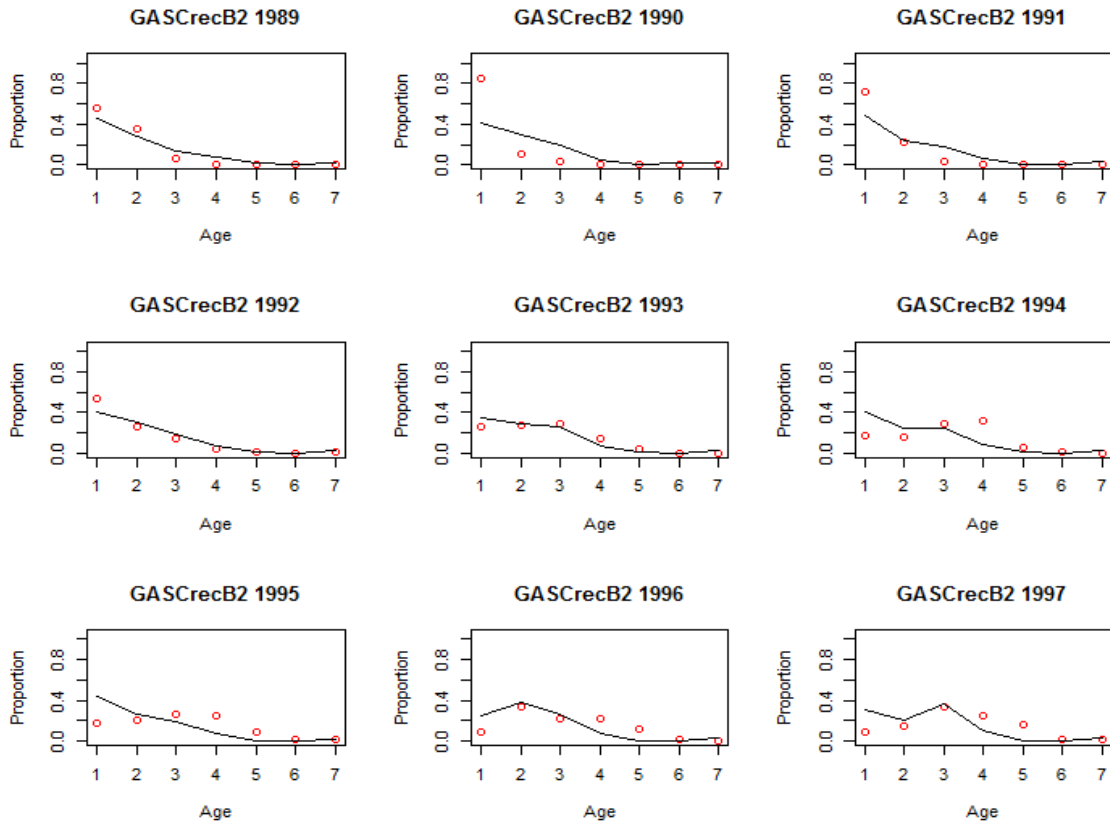 GASCrecB2 1989
GASCrecB2 1990
GASCrecB2 1991
Proportion
0.0 0.4 0.8
1 2 3 4 5 6 7
Age
Proportion
0.0 0.4 0.8
1 2 3 4 5 6 7
Age
Proportion
0.0 0.4 0.8
1 2 3 4 5 6 7
Age
GASCrecB2 1992
GASCrecB2 1993
GASCrecB2 1994
Proportion
0.0 0.4 0.8
1 2 3 4 5 6 7
Age
Proportion
0.0 0.4 0.8
1 2 3 4 5 6 7
Age
Proportion
0.0 0.4 0.8
1 2 3 4 5 6 7
Age
GASCrecB2 1995
GASCrecB2 1996
GASCrecB2 1997
Proportion
0.0 0.4 0.8
1 2 3 4 5 6 7
Age
Proportion
0.0 0.4 0.8
1 2 3 4 5 6 7
Age
Proportion
0.0 0.4 0.8
1 2 3 4 5 6 7
Age